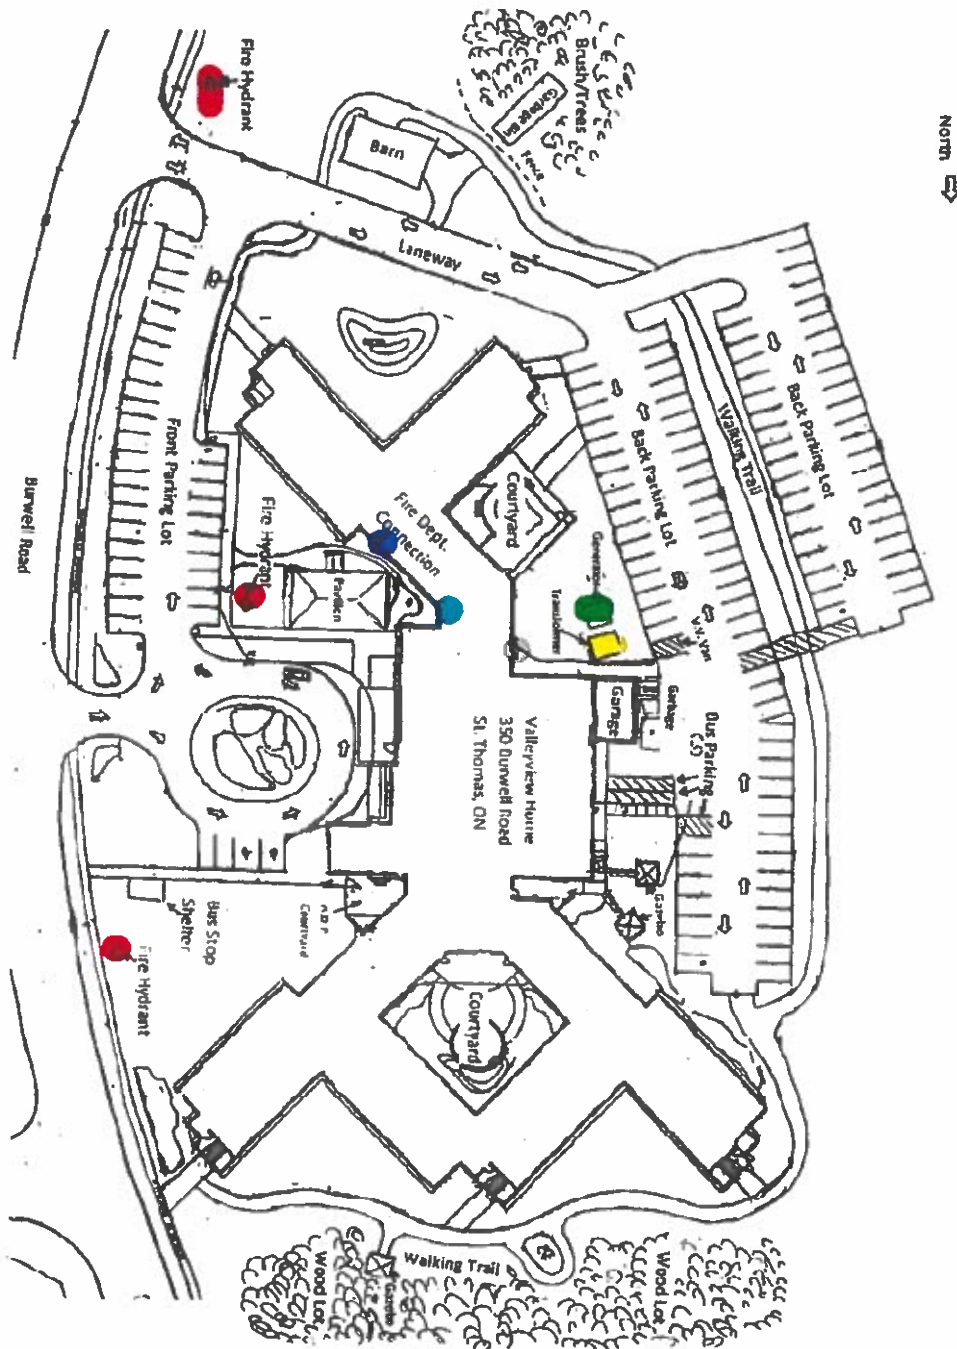 North
Fire Hydrant
Brush/Trees
Garbage Bin
Fence
Barn
Laneway
Back Parking Lot
Walking Trail
Back Parking Lot
Front Parking Lot
Burwell Road
Courtyard
Fire Dept.
Connection
Fire Hydrant
Pavilion
Generator
Transformer
V.V. Van
Garbage
Garage
Bus Parking
Valleyview Home
350 Burwell Road
St. Thomas, ON
Gazebo
Courtyard
Bus Stop
Shelter
Fire Hydrant
Courtyard
Walking Trail
Wood Lot
Gazebo
Wood Lot